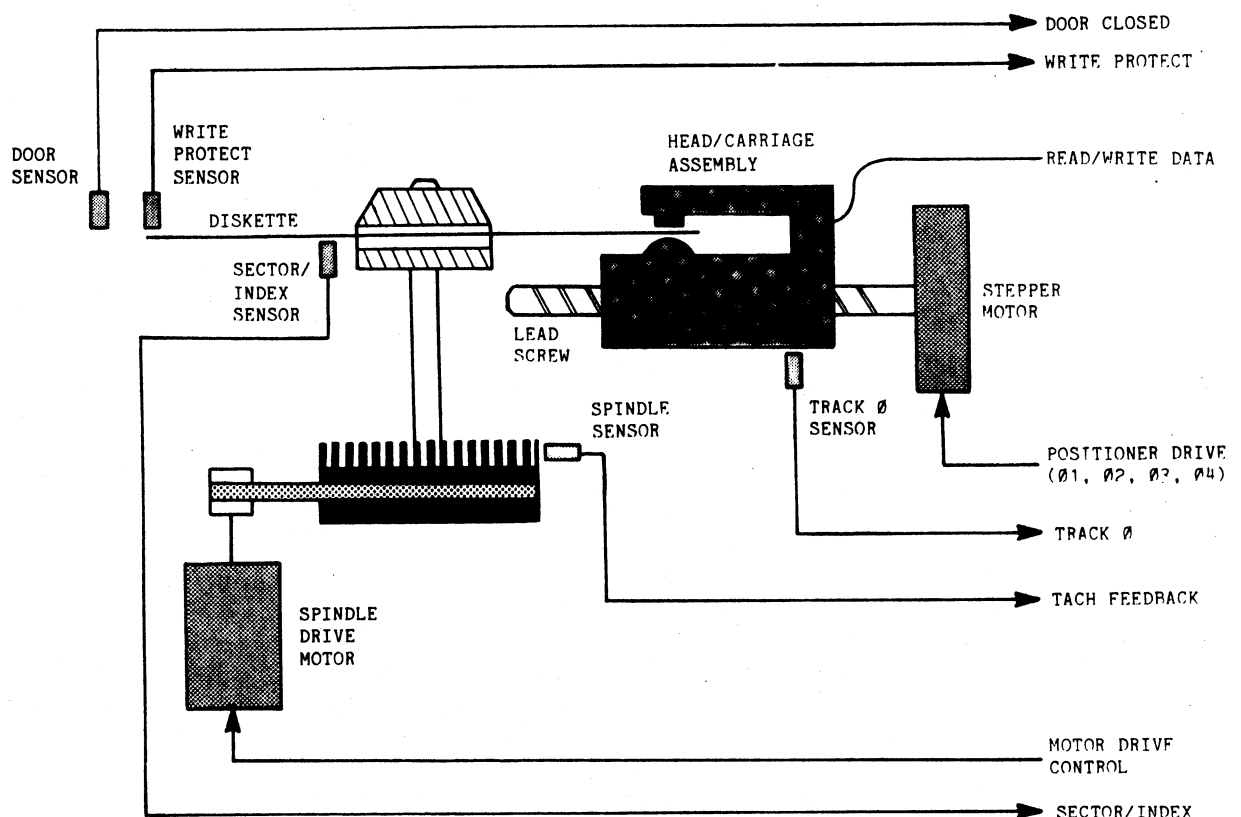 DOOR CLOSED
WRITE PROTECT
WRITE
PROTECT
SENSOR
DOOR
SENSOR
HEAD/CARRIAGE
ASSEMBLY
READ/WRITE DATA
DISKETTE
SECTOR/
INDEX
SENSOR
LEAD
SCREW
STEPPER
MOTOR
SPINDLE
SENSOR
TRACK Ø
SENSOR
POSITIONER DRIVE
(Ø1, Ø2, Ø3, Ø4)
TRACK Ø
TACH FEEDBACK
SPINDLE
DRIVE
MOTOR
MOTOR DRIVE
CONTROL
SECTOR/INDEX